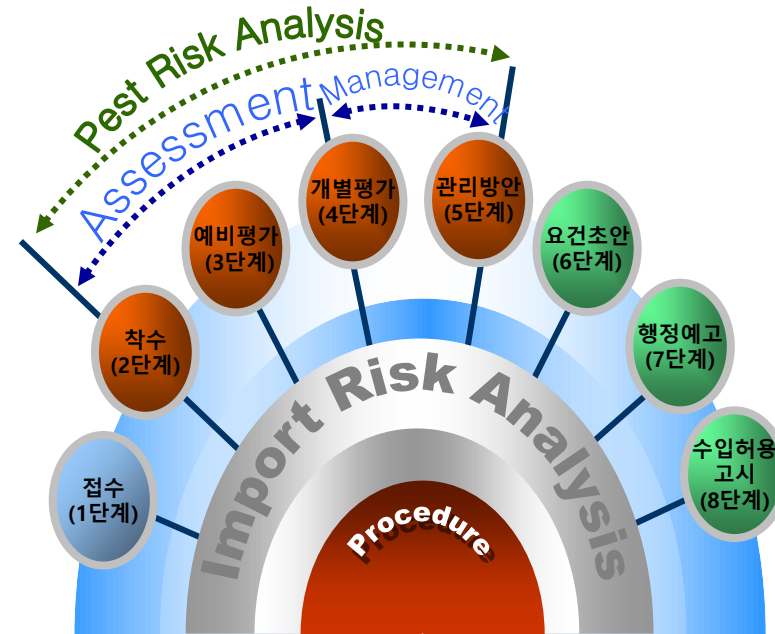 Pest Risk Analysis
Assessment
Management
접수
(1단계)
착수
(2단계)
예비평가
(3단계)
개별평가
(4단계)
관리방안
(5단계)
요건초안
(6단계)
행정예고
(7단계)
수입허용
고시
(8단계)
Import Risk Analysis
Procedure